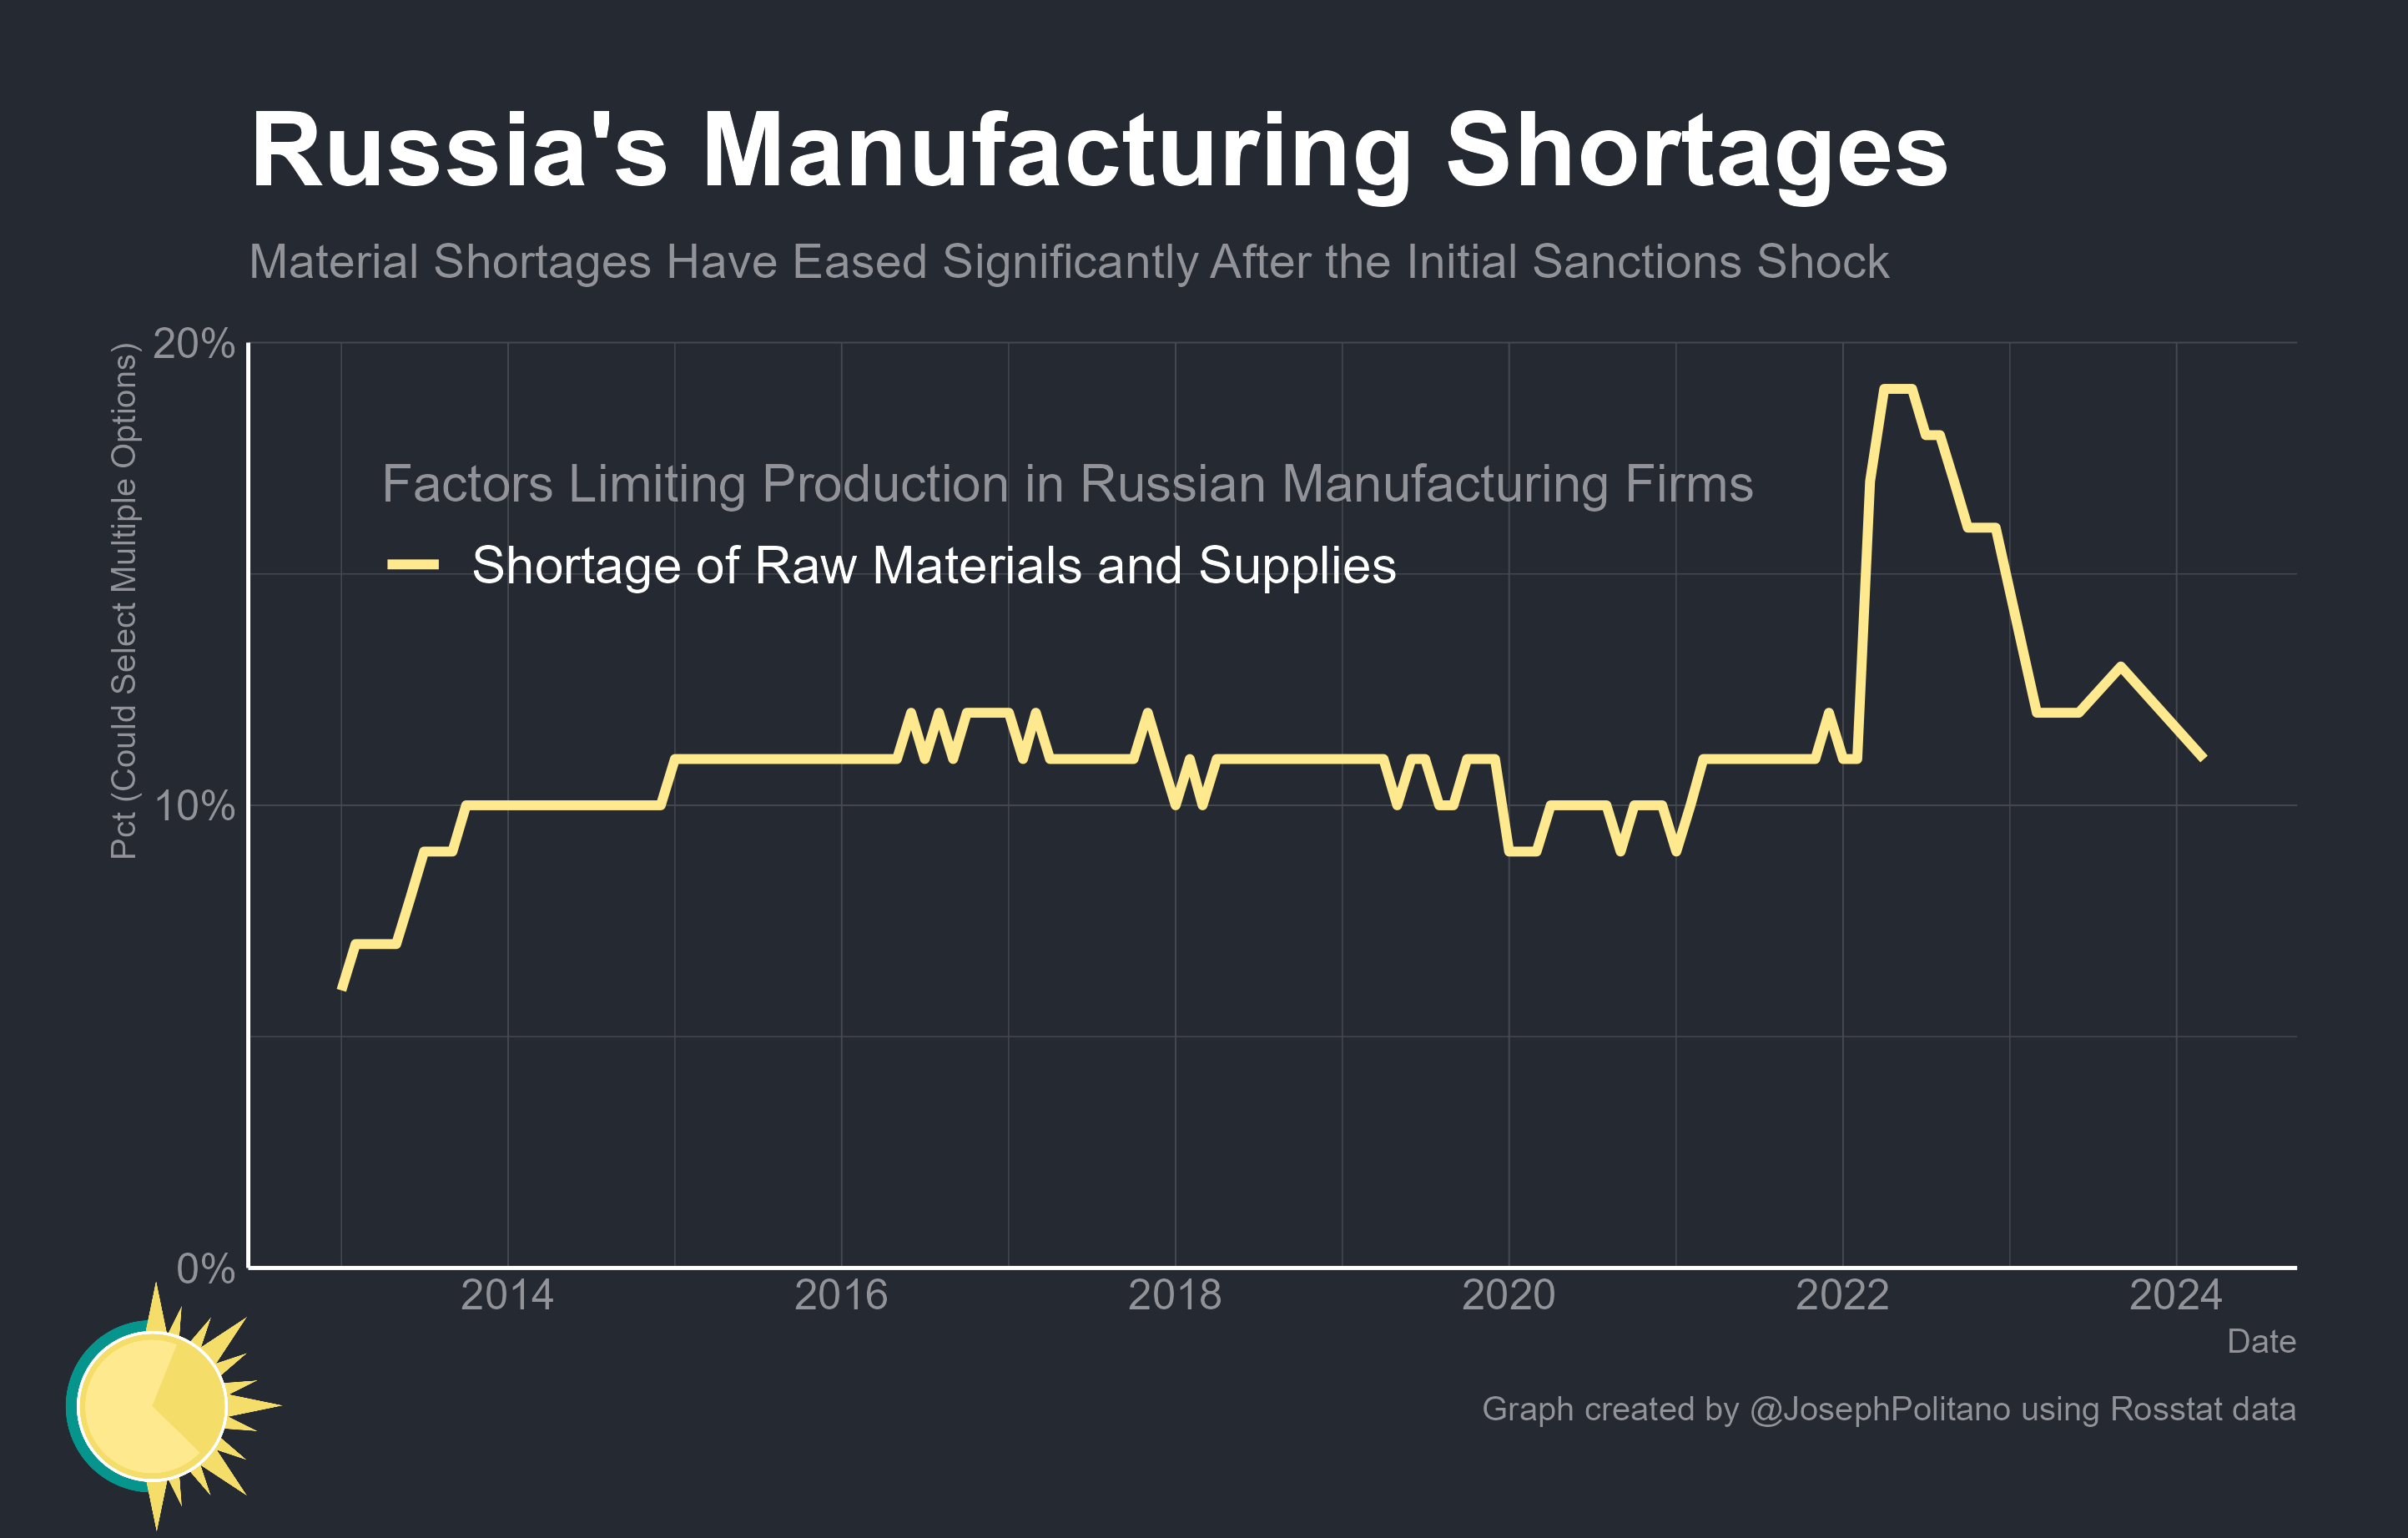 Russia's Manufacturing Shortages
Material Shortages Have Eased Significantly After the Initial Sanctions Shock
Pct (Could Select Multiple Options)
20%
10%
0%
Factors Limiting Production in Russian Manufacturing Firms
Shortage of Raw Materials and Supplies
2014 2016 2018 2020 2022 2024
Date
Graph created by @JosephPolitano using Rosstat data